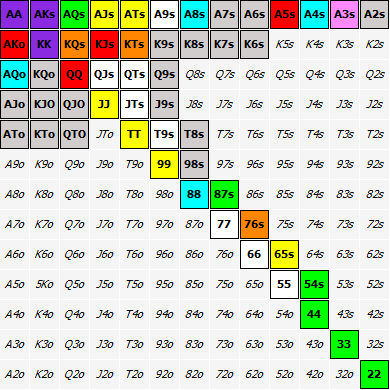 AA AKs AQs AJs ATs A9s A8s A7s A6s A5s A4s A3s A2s
AKo KK KQs KJs KTs K9s K8s K7s K6s K5s K4s K3s K2s
AQo KQo QQ QJs QTs Q9s Q8s Q7s Q6s Q5s Q4s Q3s Q2s
AJo KJO QJO JJ JTs J9s J8s J7s J6s J5s J4s J3s J2s
ATo KTo QTO JTo TT T9s T8s T7s T6s T5s T4s T3s T2s
A9o K9o Q9o J9o T9o 99 98s 97s 96s 95s 94s 93s 92s
A8o K8o Q8o J8o T8o 98o 88 87s 86s 85s 84s 83s 82s
A7o K7o Q7o J7o T7o 97o 87o 77 76s 75s 74s 73s 72s
A6o K6o Q6o J6o T6o 96o 86o 76o 66 65s 64s 63s 62s
A5o 5Ko Q5o J5o T5o 95o 85o 75o 65o 55 54s 53s 52s
A4o K4o Q4o J4o T4o 94o 84o 74o 64o 54o 44 43s 42s
A3o K3o Q3o J3o T3o 93o 83o 73o 63o 53o 43o 33 32s
A2o K2o Q2o J2o T2o 92o 82o 72o 62o 52o 42o 32o 22